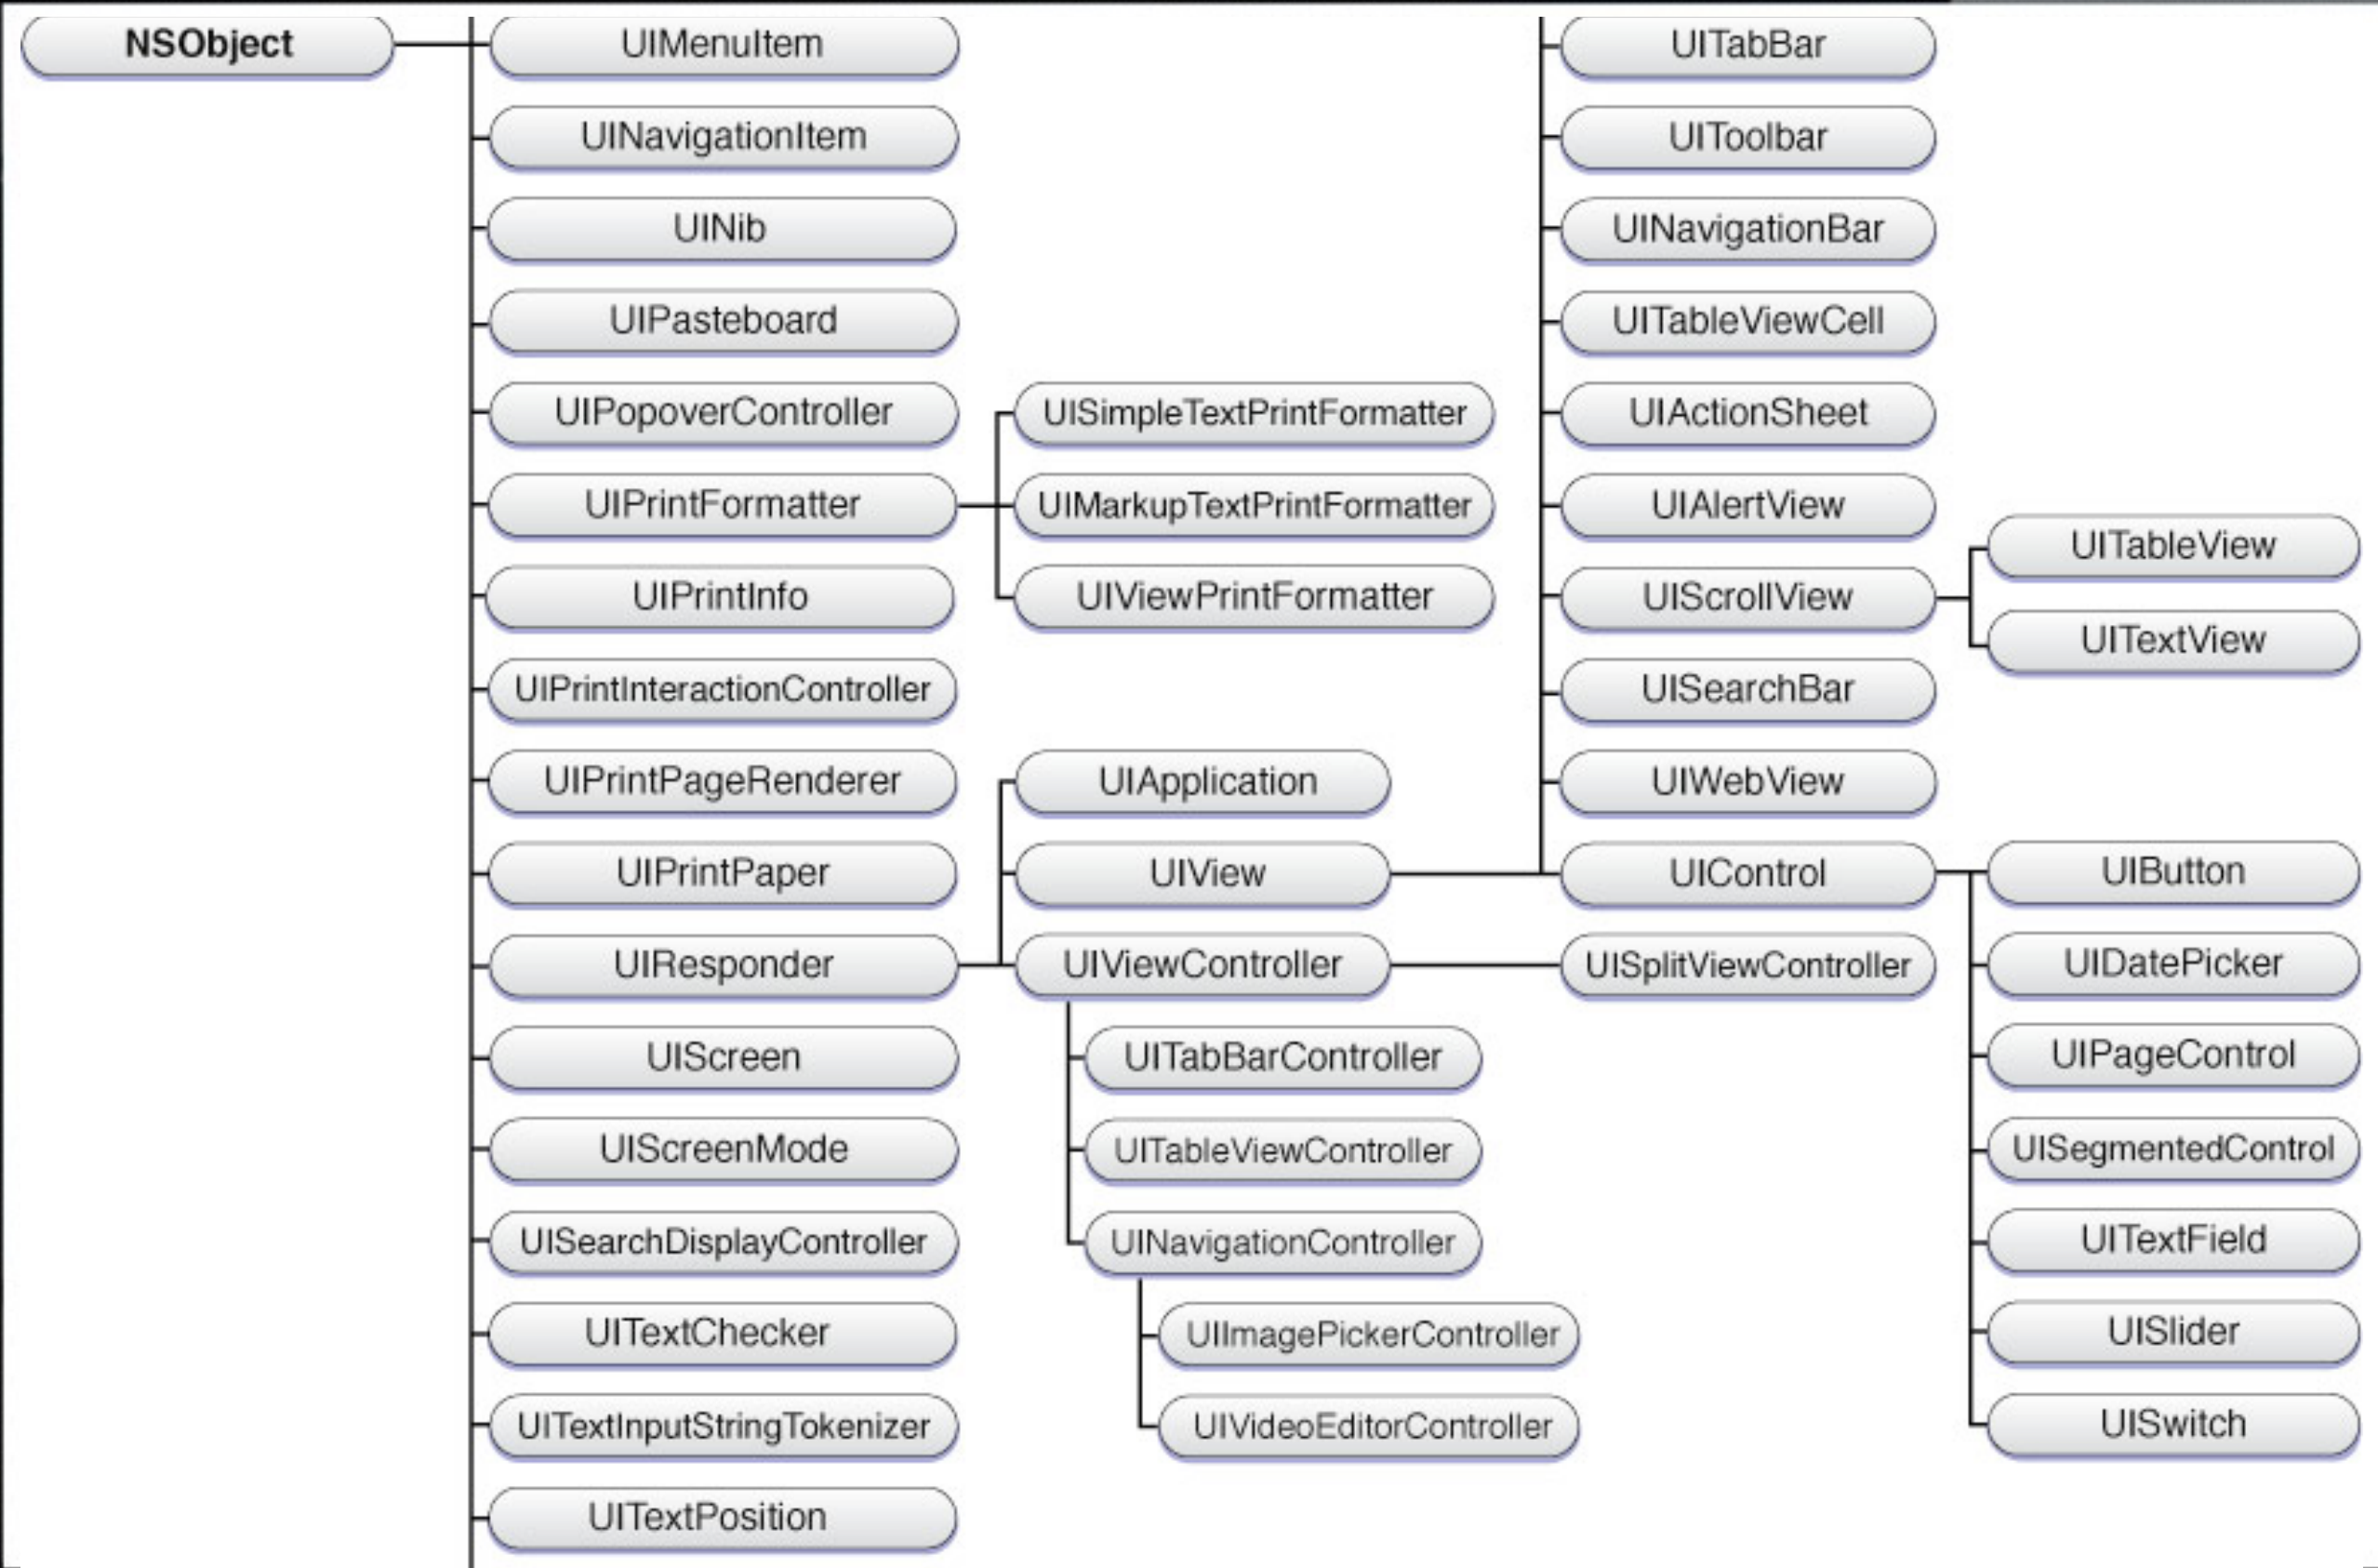 NSObject
UIMenuItem
UINavigationItem
UINib
UIPasteboard
UIPopoverController
UIPrintFormatter
UISimpleTextPrintFormatter
UIMarkupTextPrintFormatter
UIViewPrintFormatter
UIPrintInfo
UIPrintInteractionController
UIPrintPageRenderer
UIPrintPaper
UIResponder
UIApplication
UIView
UITabBar
UIToolbar
UINavigationBar
UITableViewCell
UIActionSheet
UIAlertView
UIScrollView
UITableView
UITextView
UISearchBar
UIWebView
UIControl
UIButton
UIDatePicker
UIPageControl
UISegmentedControl
UITextField
UISlider
UISwitch
UIViewController
UISplitViewController
UITabBarController
UITableViewController
UINavigationController
UIImagePickerController
UIVideoEditorController
UIScreen
UIScreenMode
UISearchDisplayController
UITextChecker
UITextInputStringTokenizer
UITextPosition